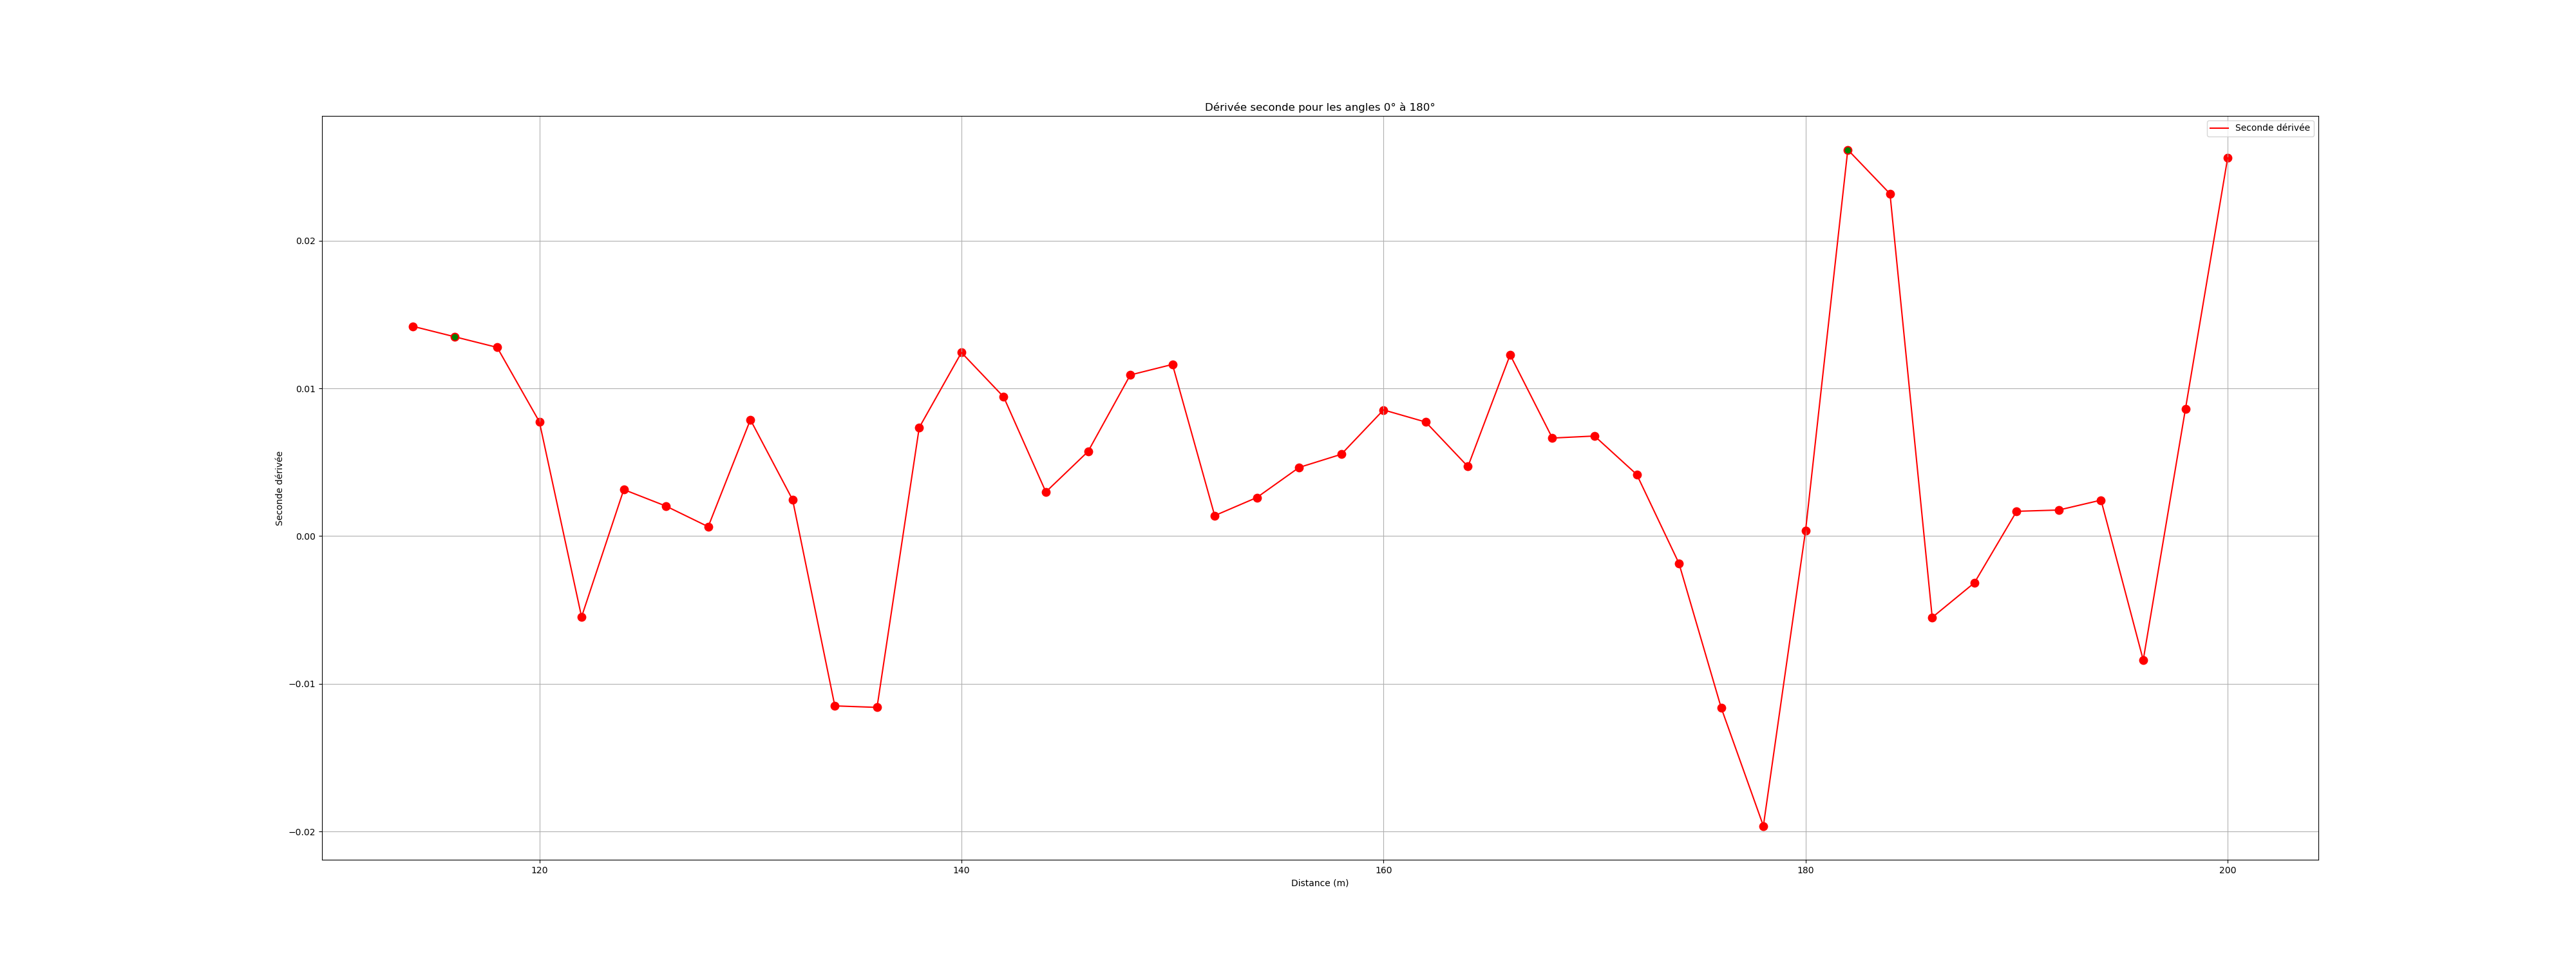 Dérivée seconde pour les angles 0° à 180°
Seconde dérivée
0.02
0.01
0.00
−0.01
−0.02
Seconde dérivée
120
140
160
180
200
Distance (m)